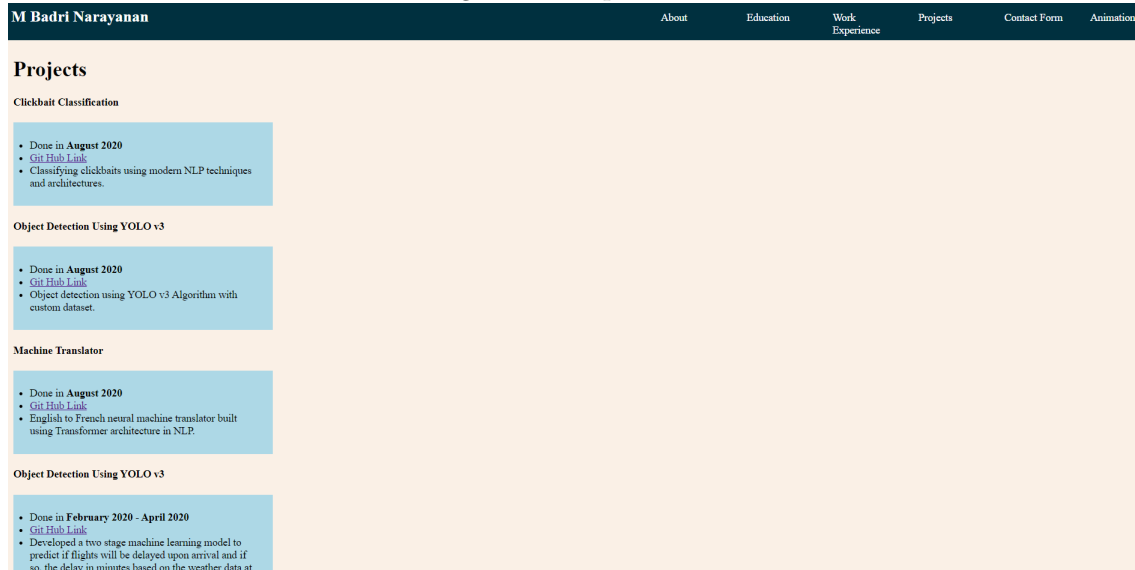 M Badri Narayanan
About
Education
Work
Experience
Projects
Contact Form
Animation
Projects
Clickbait Classification
Done in August 2020
Git Hub Link
Classifying clickbaits using modern NLP techniques
and architectures.
Object Detection Using YOLO v3
Done in August 2020
Git Hub Link
Object detection using YOLO v3 Algorithm with
custom dataset.
Machine Translator
Done in August 2020
Git Hub Link
English to French neural machine translator built
using Transformer architecture in NLP.
Object Detection Using YOLO v3
Done in February 2020 - April 2020
Git Hub Link
Developed a two stage machine learning model to
predict if flights will be delayed upon arrival and if
so, the delay in minutes based on the weather data at